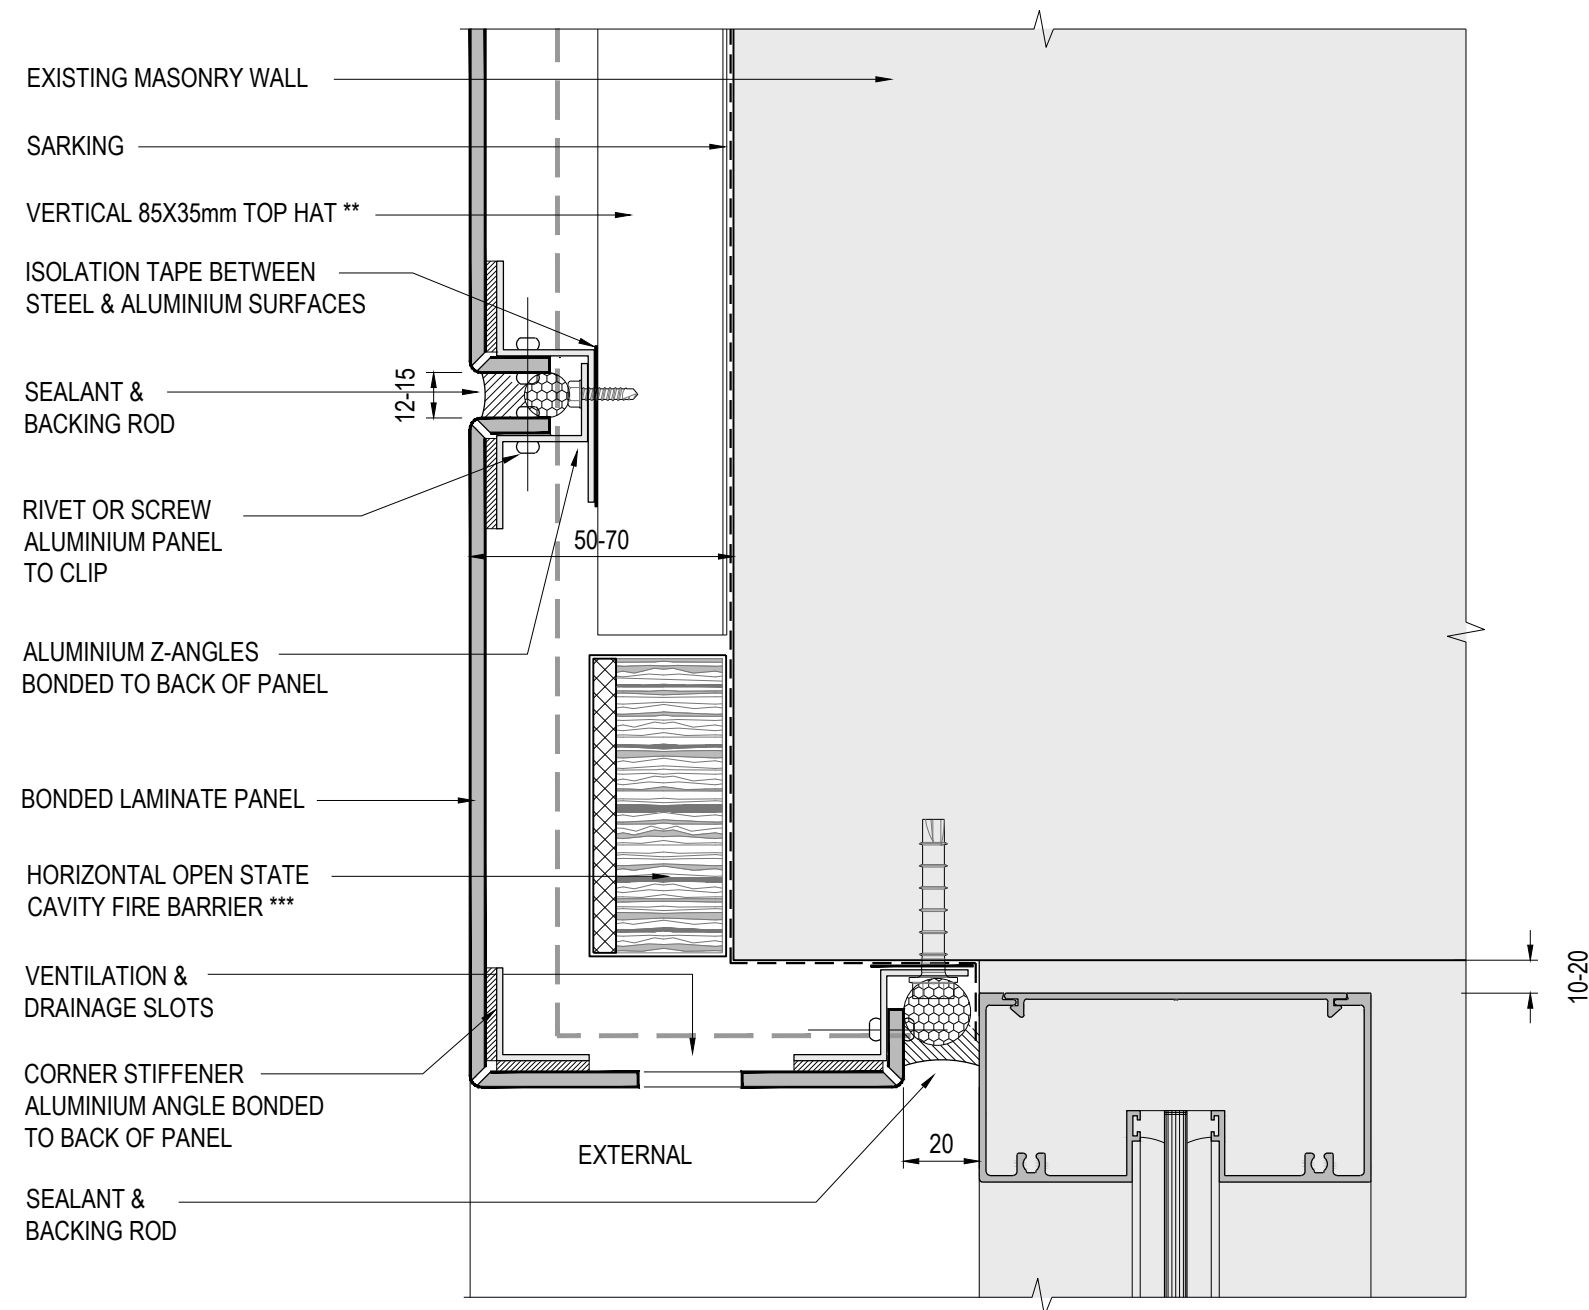 EXISTING MASONRY WALL
SARKING
VERTICAL 85X35mm TOP HAT **
ISOLATION TAPE BETWEEN
STEEL & ALUMINIUM SURFACES
SEALANT &
BACKING ROD
12-15
RIVET OR SCREW
ALUMINIUM PANEL
TO CLIP
50-70
ALUMINIUM Z-ANGLES
BONDED TO BACK OF PANEL
BONDED LAMINATE PANEL
HORIZONTAL OPEN STATE
CAVITY FIRE BARRIER ***
VENTILATION &
DRAINAGE SLOTS
10-20
CORNER STIFFENER
ALUMINIUM ANGLE BONDED
TO BACK OF PANEL
EXTERNAL
20
SEALANT &
BACKING ROD